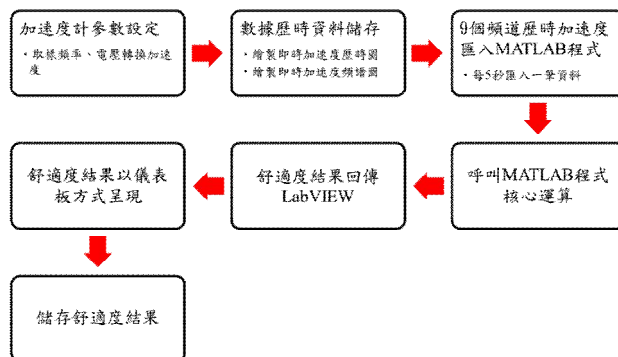 加速度計參數設定
・取樣頻率、電壓轉換加速
度
數據歷時資料儲存
・繪製即時加速度歷時圖
・繪製即時加速度頻譜圖
9個頻道歷時加速度
匯入MATLAB程式
・每5秒匯入一筆資料
呼叫MATLAB程式
核心運算
舒適度結果回傳
LabVIEW
舒適度結果以儀表
板方式呈現
儲存舒適度結果